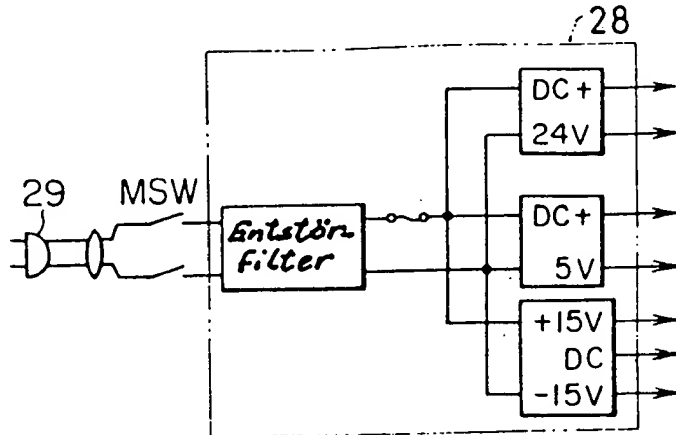 28
DC+
24V
29
MSW
Entstör-
filter
DC+
5V
+15V
DC
-15V